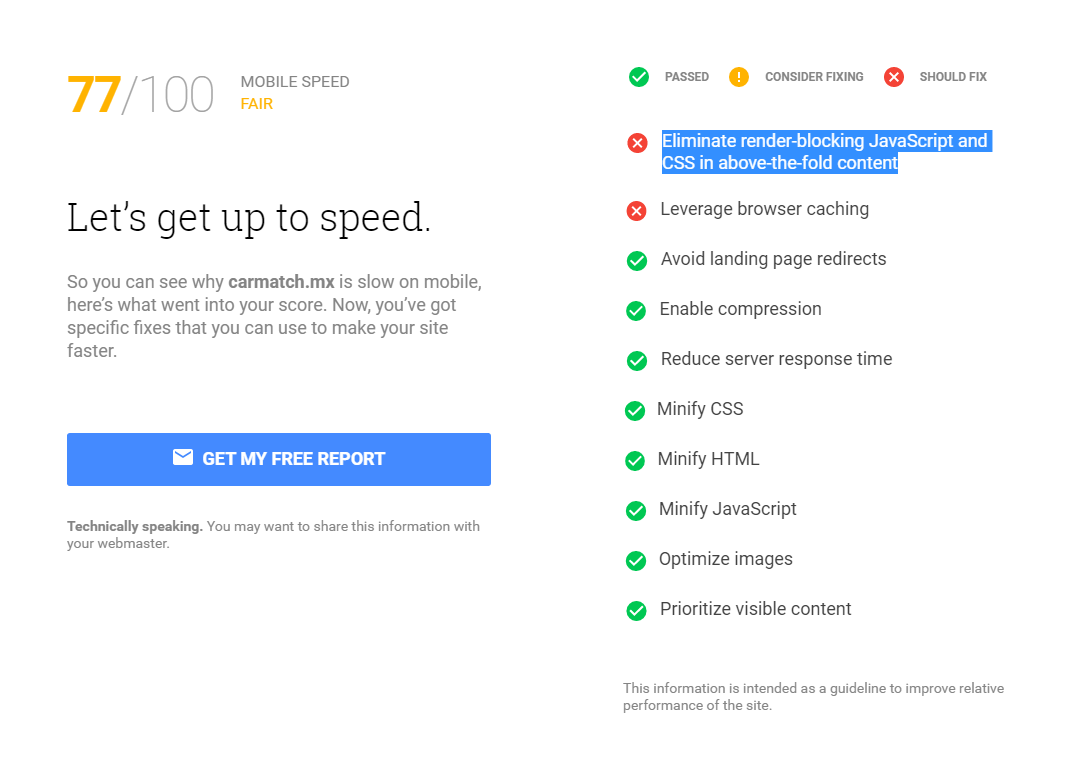 77/100
MOBILE SPEED
FAIR
Let’s get up to speed.
So you can see why carmatch.mx is slow on mobile,
here’s what went into your score. Now, you’ve got
specific fixes that you can use to make your site
faster.
GET MY FREE REPORT
Technically speaking. You may want to share this information with
your webmaster.
PASSED
CONSIDER FIXING
SHOULD FIX
Eliminate render-blocking JavaScript and
CSS in above-the-fold content
Leverage browser caching
Avoid landing page redirects
Enable compression
Reduce server response time
Minify CSS
Minify HTML
Minify JavaScript
Optimize images
Prioritize visible content
This information is intended as a guideline to improve relative
performance of the site.